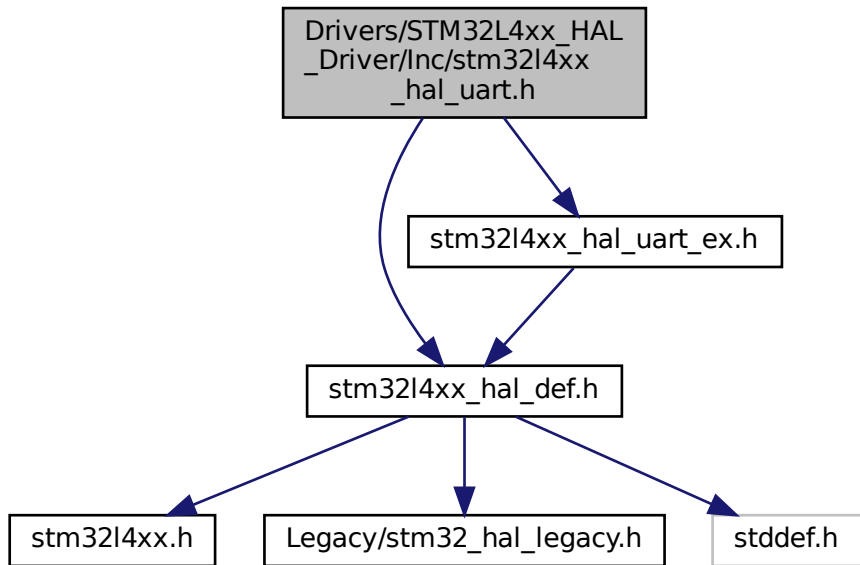 Drivers/STM32L4xx_HAL
_Driver/Inc/stm32l4xx
_hal_uart.h
stm32l4xx_hal_uart_ex.h
stm32l4xx_hal_def.h
stm32l4xx.h
Legacy/stm32_hal_legacy.h
stddef.h